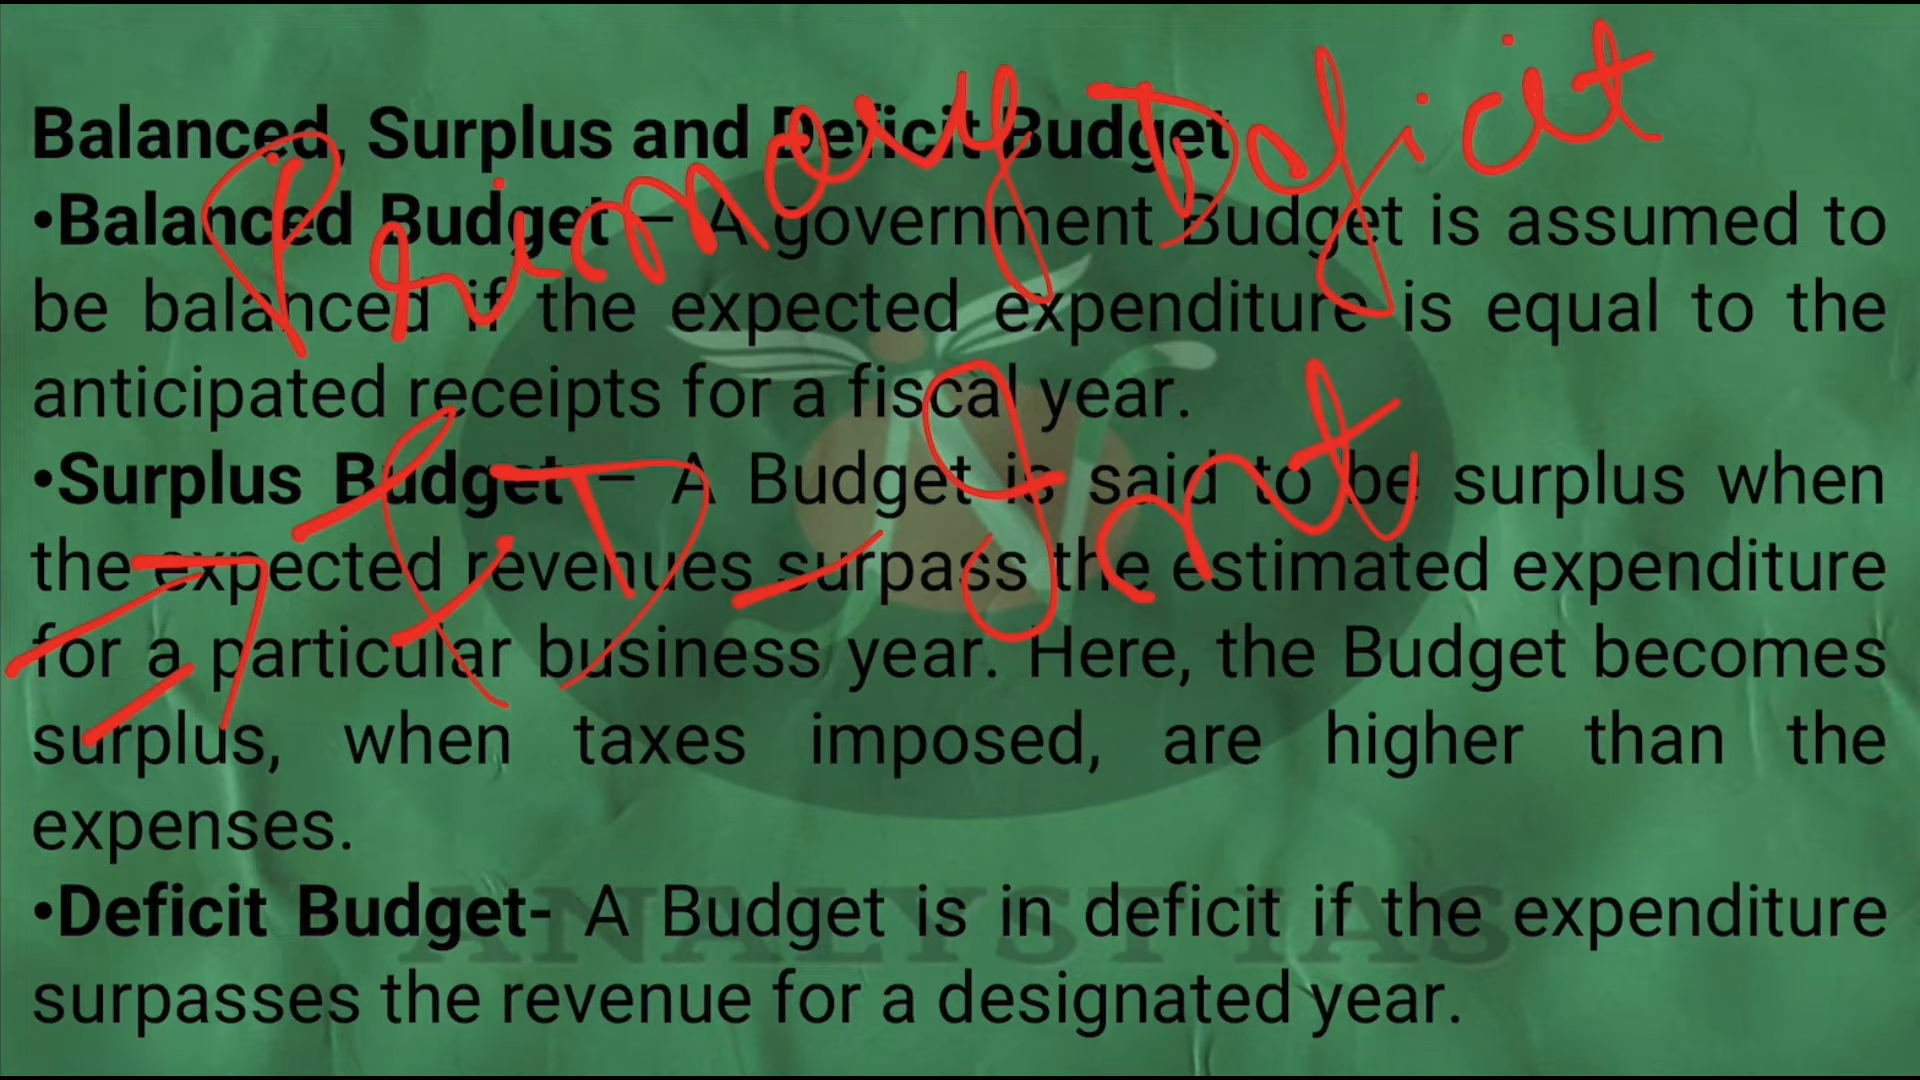 Balanced, Surplus and Deficit Budget
•Balanced Budget – A government Budget is assumed to
be balanced if the expected expenditure is equal to the
anticipated receipts for a fiscal year.
•Surplus Budget – A Budget is said to be surplus when
the expected revenues surpass the estimated expenditure
for a particular business year. Here, the Budget becomes
surplus, when taxes imposed, are higher than the
expenses.
•Deficit Budget- A Budget is in deficit if the expenditure
surpasses the revenue for a designated year.
Primary Deficit
FD - Int
ANALYST IAS